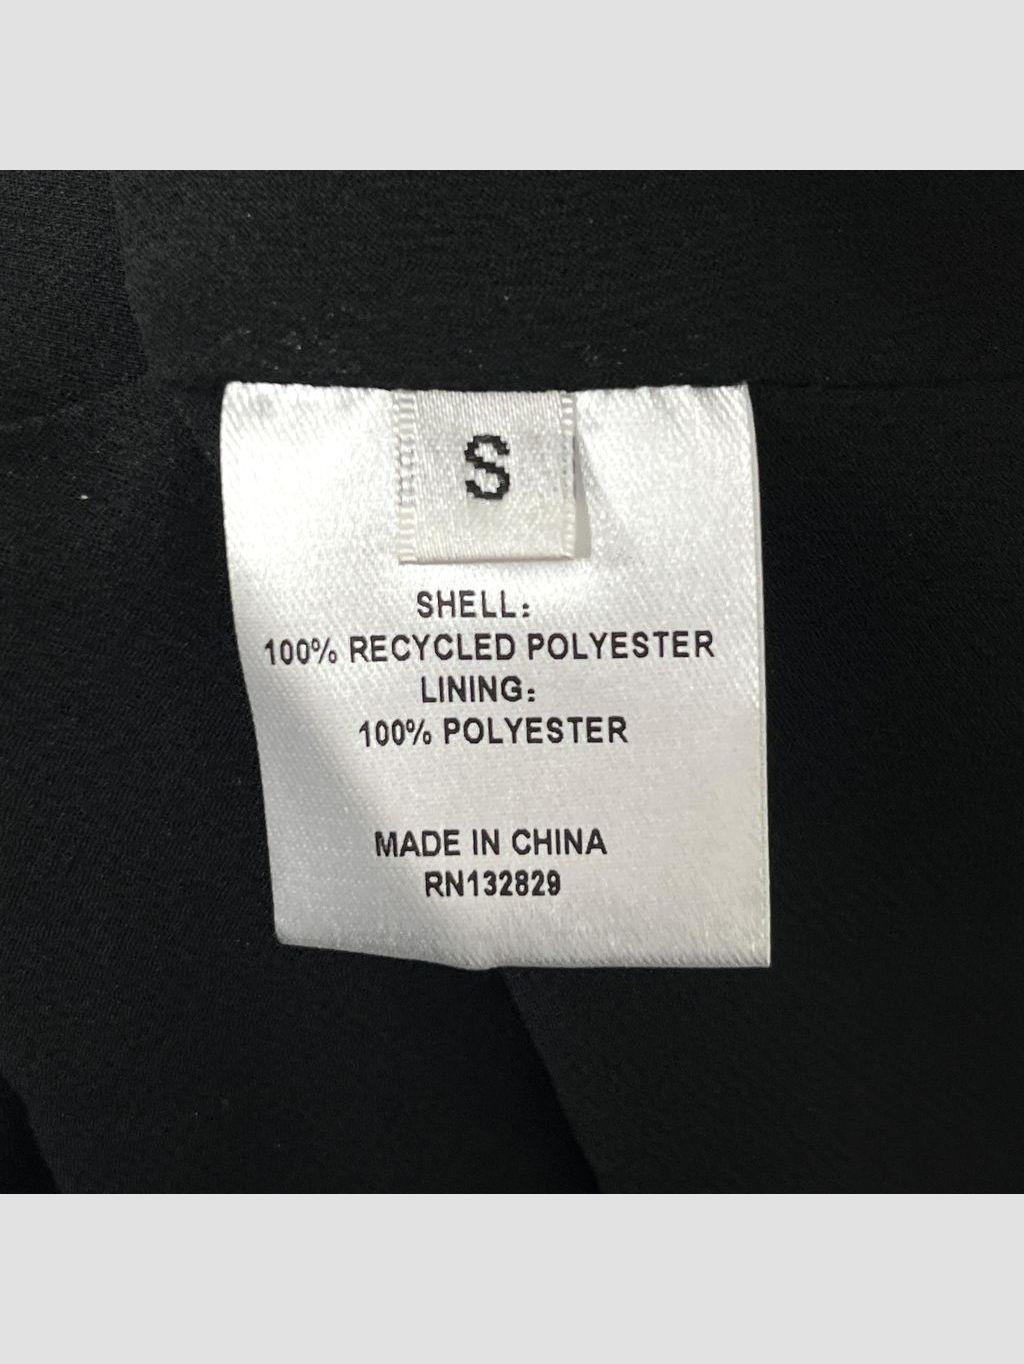 S
SHELL:
100% RECYCLED POLYESTER
LINING:
100% POLYESTER
MADE IN CHINA
RN132829